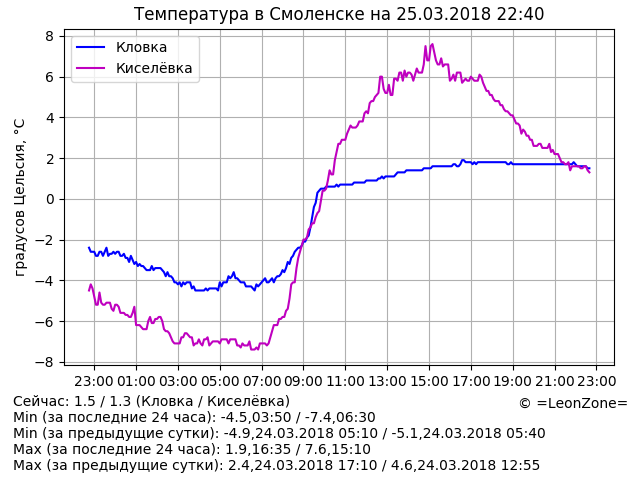 Температура в Смоленске на 25.03.2018 22:40
Кловка
Киселёвка
градусов Цельсия, °C
8
6
4
2
0
−2
−4
−6
−8
23:00 01:00 03:00 05:00 07:00 09:00 11:00 13:00 15:00 17:00 19:00 21:00 23:00
Сейчас: 1.5 / 1.3 (Кловка / Киселёвка)
© =LeonZone=
Min (за последние 24 часа): -4.5,03:50 / -7.4,06:30
Min (за предыдущие сутки): -4.9,24.03.2018 05:10 / -5.1,24.03.2018 05:40
Max (за последние 24 часа): 1.9,16:35 / 7.6,15:10
Max (за предыдущие сутки): 2.4,24.03.2018 17:10 / 4.6,24.03.2018 12:55